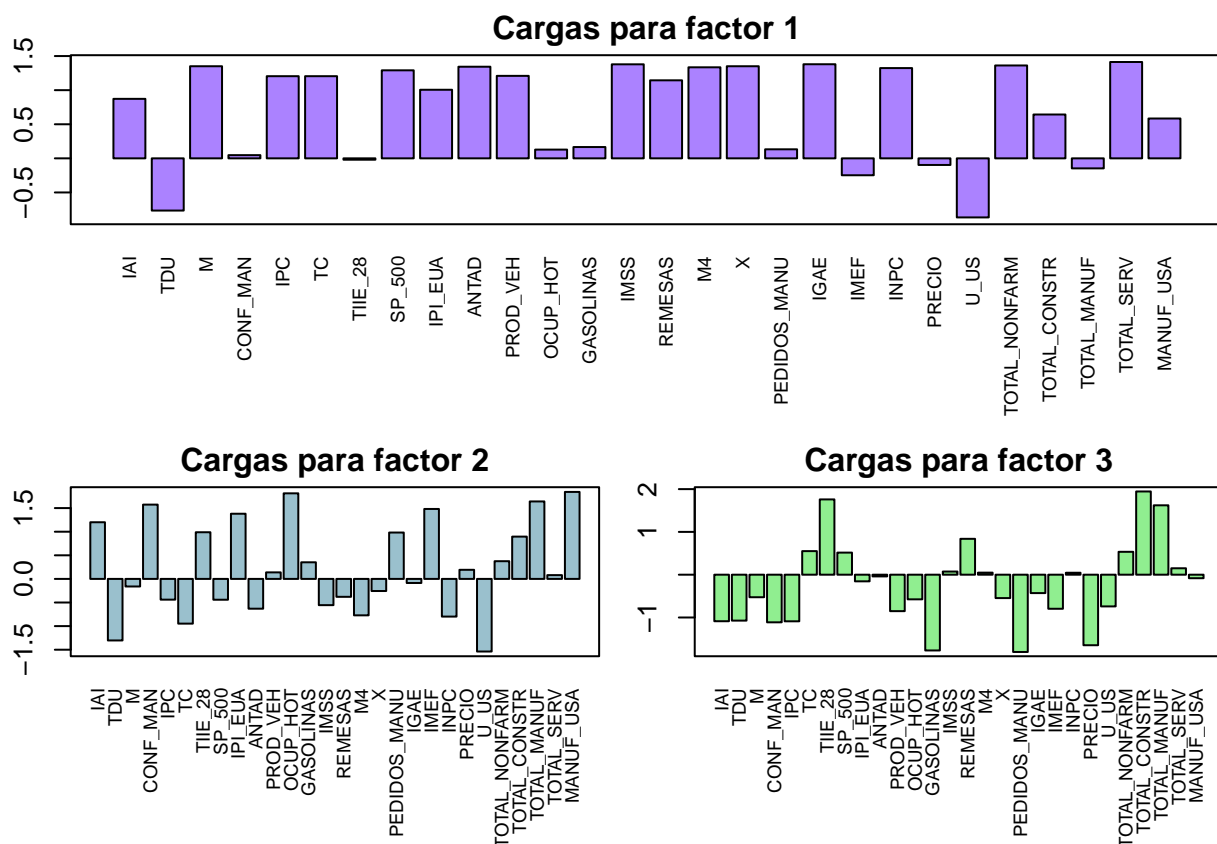 Cargas para factor 1
1.5
0.5
−0.5
IAI
TDU
M
CONF_MAN
IPC
TC
TIIE_28
SP_500
IPI_EUA
ANTAD
PROD_VEH
OCUP_HOT
GASOLINAS
IMSS
REMESAS
M4
X
PEDIDOS_MANU
IGAE
IMEF
INPC
PRECIO
U_US
TOTAL_NONFARM
TOTAL_CONSTR
TOTAL_MANUF
TOTAL_SERV
MANUF_USA
Cargas para factor 2
1.5
0.0
−1.5
IAI
TDU
M
CONF_MAN
IPC
TC
TIIE_28
SP_500
IPI_EUA
ANTAD
PROD_VEH
OCUP_HOT
GASOLINAS
IMSS
REMESAS
M4
X
PEDIDOS_MANU
IGAE
IMEF
INPC
PRECIO
U_US
TOTAL_NONFARM
TOTAL_CONSTR
TOTAL_MANUF
TOTAL_SERV
MANUF_USA
Cargas para factor 3
2
1
−1
IAI
TDU
M
CONF_MAN
IPC
TC
TIIE_28
SP_500
IPI_EUA
ANTAD
PROD_VEH
OCUP_HOT
GASOLINAS
IMSS
REMESAS
M4
X
PEDIDOS_MANU
IGAE
IMEF
INPC
PRECIO
U_US
TOTAL_NONFARM
TOTAL_CONSTR
TOTAL_MANUF
TOTAL_SERV
MANUF_USA